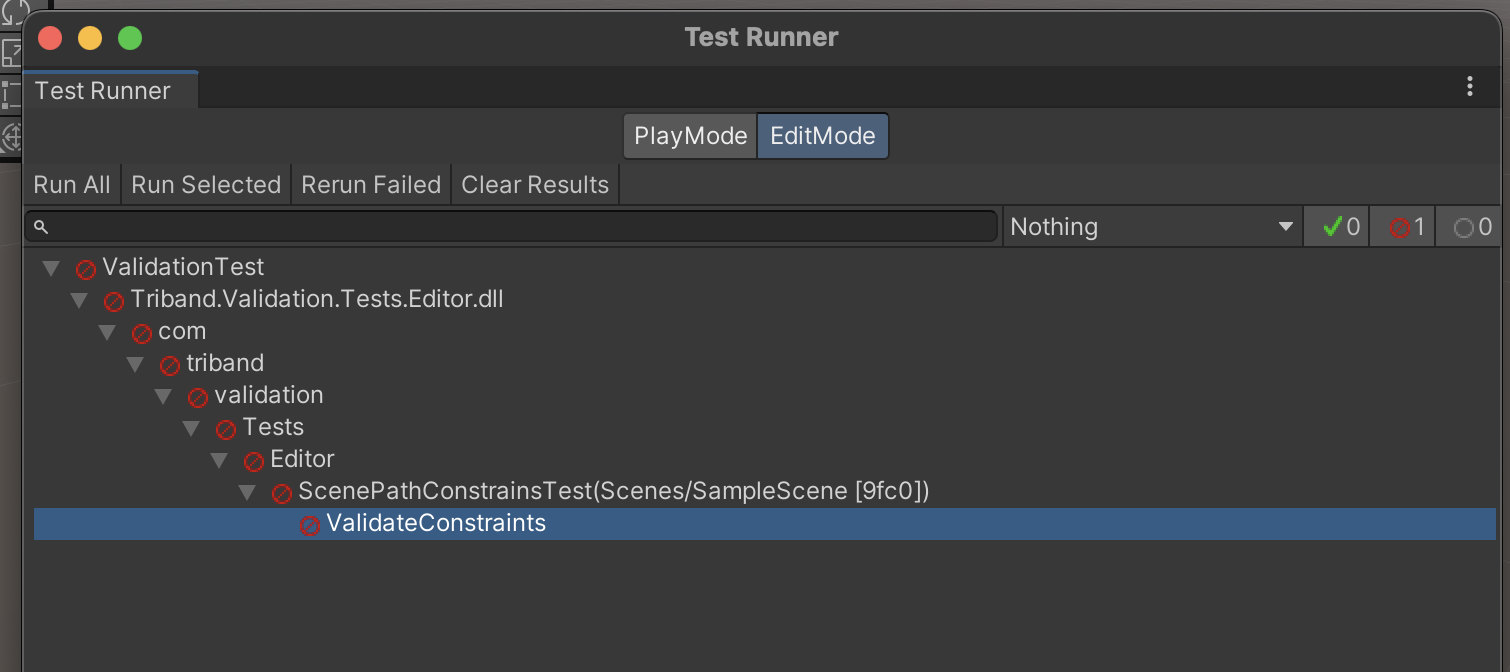 Test Runner
Test Runner
PlayMode EditMode
Run All Run Selected Rerun Failed Clear Results
Nothing 0 1 0
ValidationTest
Triband.Validation.Tests.Editor.dll
com
triband
validation
Tests
Editor
ScenePathConstrainsTest(Scenes/SampleScene [9fc0])
ValidateConstraints